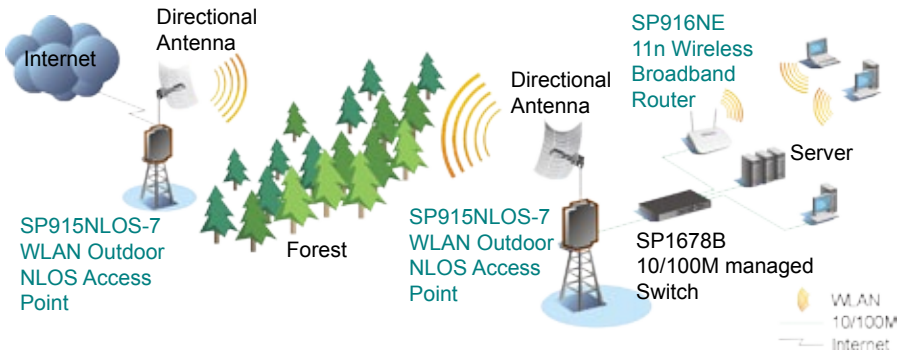 Internet
Directional
Antenna
SP915NLOS-7
WLAN Outdoor
NLOS Access
Point
Forest
Directional
Antenna
SP915NLOS-7
WLAN Outdoor
NLOS Access
Point
SP916NE
11n Wireless
Broadband
Router
Server
SP1678B
10/100M managed
Switch
WLAN
10/100M
Internet